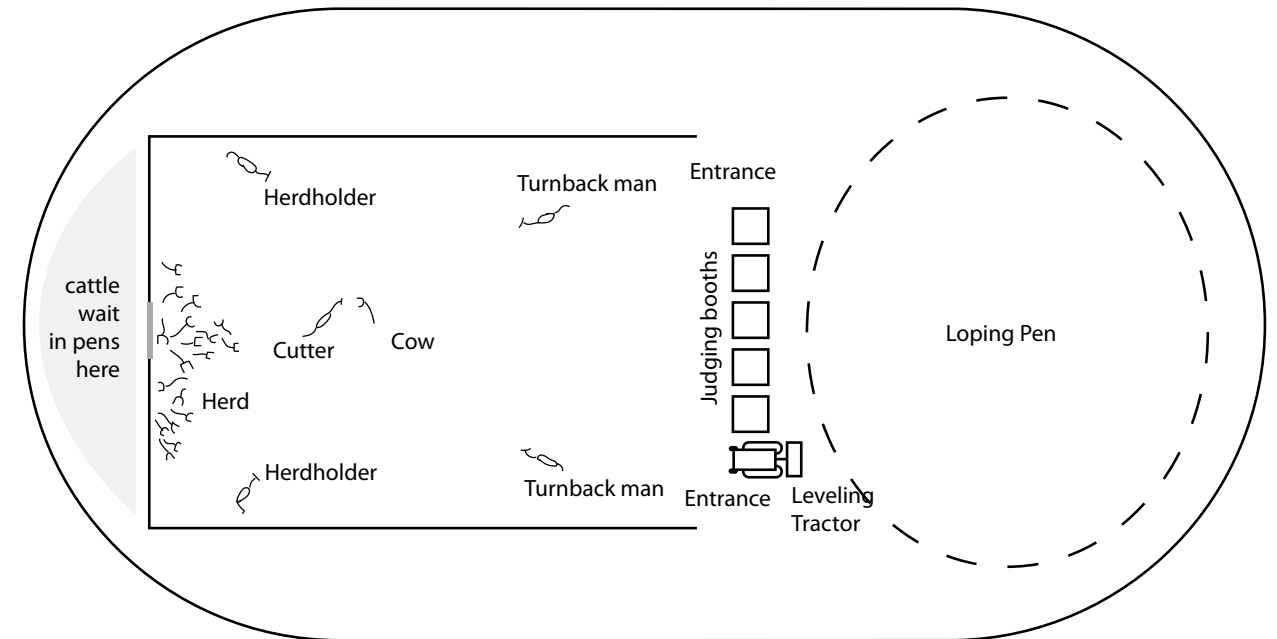 Entrance
Turnback man
Herdholder
Judging booths
cattle
wait
in pens
here
Cutter
Cow
Loping Pen
Herd
Herdholder
Turnback man
Entrance
Leveling
Tractor